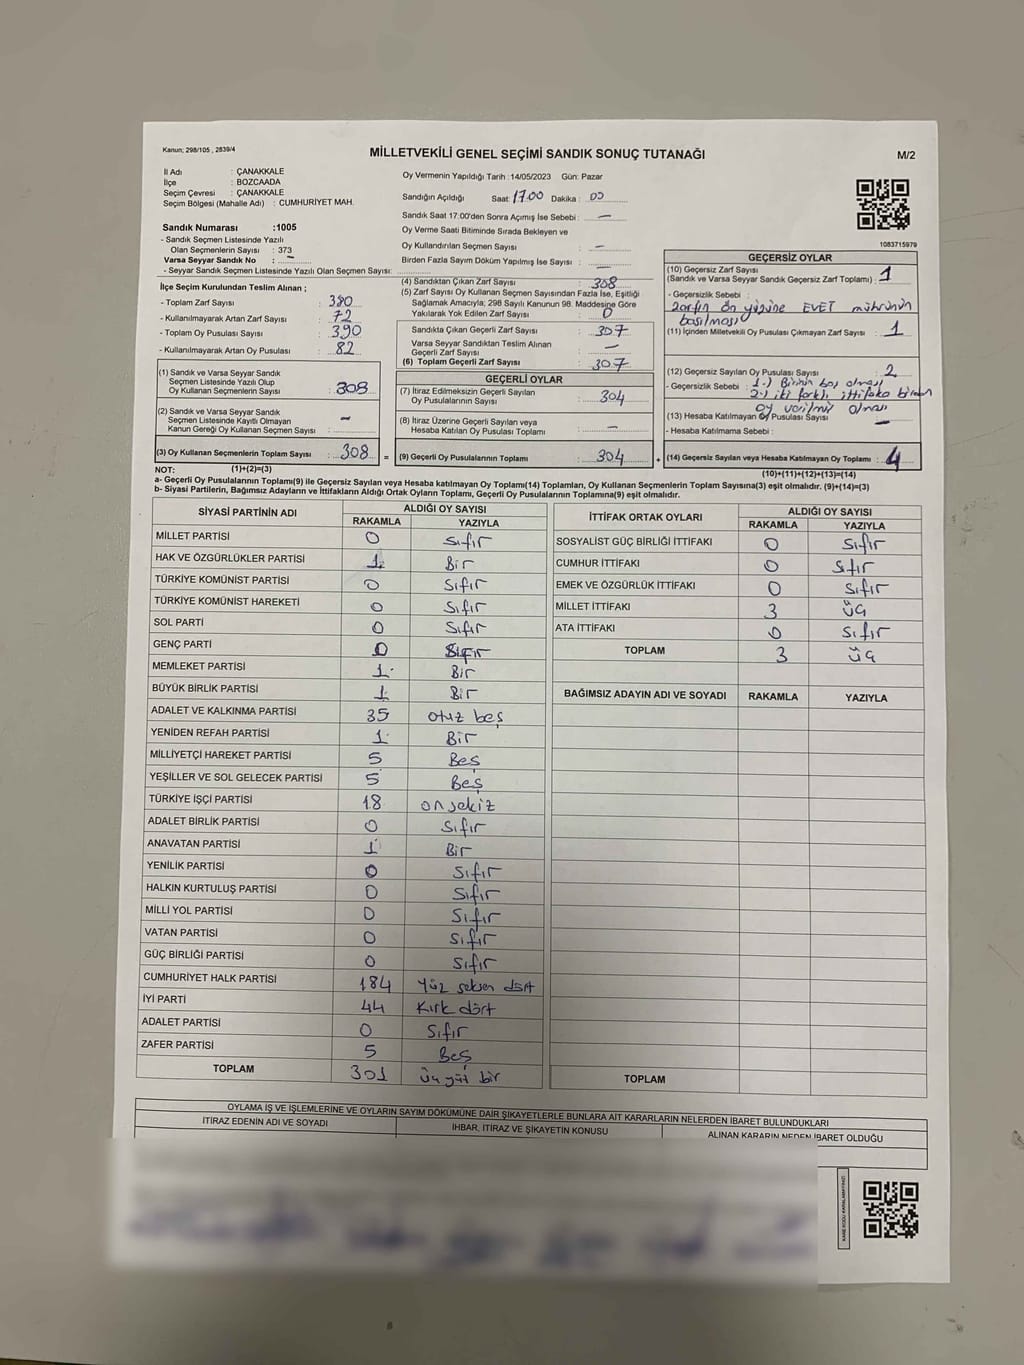 Kanun; 298/105 , 2839/4
MİLLETVEKİLİ GENEL SEÇİMİ SANDIK SONUÇ TUTANAĞI
M/2
İl Adı : ÇANAKKALE
İlçe : BOZCAADA
Seçim Çevresi : ÇANAKKALE
Seçim Bölgesi (Mahalle Adı) : CUMHURİYET MAH.
Sandık Numarası :1005
- Sandık Seçmen Listesinde Yazılı
Olan Seçmenlerin Sayısı : 373
Varsa Seyyar Sandık No : –
- Seyyar Sandık Seçmen Listesinde Yazılı Olan Seçmen Sayısı:
İlçe Seçim Kurulundan Teslim Alınan ;
- Toplam Zarf Sayısı : 380
- Kullanılmayarak Artan Zarf Sayısı : 72
- Toplam Oy Pusulası Sayısı : 390
- Kullanılmayarak Artan Oy Pusulası : 82
(1) Sandık ve Varsa Seyyar Sandık
Seçmen Listesinde Yazılı Olup
Oy Kullanan Seçmenlerin Sayısı : 308
(2) Sandık ve Varsa Seyyar Sandık
Seçmen Listesinde Kayıtlı Olmayan
Kanun Gereği Oy Kullanan Seçmen Sayısı : –
(3) Oy Kullanan Seçmenlerin Toplam Sayısı : 308 =
Oy Vermenin Yapıldığı Tarih :14/05/2023 Gün: Pazar
Sandığın Açıldığı Saat: 17.00 Dakika : 00
Sandık Saat 17:00'den Sonra Açılmış İse Sebebi : –
Oy Verme Saati Bitiminde Sırada Bekleyen ve
Oy Kullandırılan Seçmen Sayısı : –
Birden Fazla Sayım Döküm Yapılmış İse Sayısı : –
(4) Sandıktan Çıkan Zarf Sayısı : 308
(5) Zarf Sayısı Oy Kullanan Seçmen Sayısından Fazla İse, Eşitliği
Sağlamak Amacıyla; 298 Sayılı Kanunun 98. Maddesine Göre
Yakılarak Yok Edilen Zarf Sayısı : 0
Sandıkta Çıkan Geçerli Zarf Sayısı : 307
Varsa Seyyar Sandıktan Teslim Alınan
Geçerli Zarf Sayısı : –
(6) Toplam Geçerli Zarf Sayısı : 307
GEÇERLİ OYLAR
(7) İtiraz Edilmeksizin Geçerli Sayılan
Oy Pusulalarının Sayısı : 304
(8) İtiraz Üzerine Geçerli Sayılan veya
Hesaba Katılan Oy Pusulası Toplamı : –
(9) Geçerli Oy Pusulalarının Toplamı : 304 +
1083715979
GEÇERSİZ OYLAR
(10) Geçersiz Zarf Sayısı
(Sandık ve Varsa Seyyar Sandık Geçersiz Zarf Toplamı) : 1
- Geçersizlik Sebebi :
Zarfın ön yüzüne EVET mührünün
basılması
(11) İçinden Milletvekili Oy Pusulası Çıkmayan Zarf Sayısı : 1
(12) Geçersiz Sayılan Oy Pusulası Sayısı : 2
- Geçersizlik Sebebi : 1-) Birinin boş olması
2-) iki farklı ittifaka birden
oy verilmiş olması
(13) Hesaba Katılmayan Oy Pusulası Sayısı : –
- Hesaba Katılmama Sebebi :
(14) Geçersiz Sayılan veya Hesaba Katılmayan Oy Toplamı : 4
NOT: (1)+(2)=(3)
(10)+(11)+(12)+(13)=(14)
a- Geçerli Oy Pusulalarının Toplamı(9) ile Geçersiz Sayılan veya Hesaba katılmayan Oy Toplamı(14) Toplamları, Oy Kullanan Seçmenlerin Toplam Sayısına(3) eşit olmalıdır. (9)+(14)=(3)
b- Siyasi Partilerin, Bağımsız Adayların ve İttifakların Aldığı Ortak Oyların Toplamı, Geçerli Oy Pusulalarının Toplamına(9) eşit olmalıdır.
SİYASİ PARTİNİN ADI ALDIĞI OY SAYISI
RAKAMLA YAZIYLA
MİLLET PARTİSİ 0 Sıfır
HAK VE ÖZGÜRLÜKLER PARTİSİ 1 Bir
TÜRKİYE KOMÜNİST PARTİSİ 0 Sıfır
TÜRKİYE KOMÜNİST HAREKETİ 0 Sıfır
SOL PARTİ 0 Sıfır
GENÇ PARTİ 0 Sıfır
MEMLEKET PARTİSİ 1 Bir
BÜYÜK BİRLİK PARTİSİ 1 Bir
ADALET VE KALKINMA PARTİSİ 35 otuz beş
YENİDEN REFAH PARTİSİ 1 Bir
MİLLİYETÇİ HAREKET PARTİSİ 5 Beş
YEŞİLLER VE SOL GELECEK PARTİSİ 5 Beş
TÜRKİYE İŞÇİ PARTİSİ 18 onsekiz
ADALET BİRLİK PARTİSİ 0 Sıfır
ANAVATAN PARTİSİ 1 Bir
YENİLİK PARTİSİ 0 Sıfır
HALKIN KURTULUŞ PARTİSİ 0 Sıfır
MİLLİ YOL PARTİSİ 0 Sıfır
VATAN PARTİSİ 0 Sıfır
GÜÇ BİRLİĞİ PARTİSİ 0 Sıfır
CUMHURİYET HALK PARTİSİ 184 Yüz seksen dört
İYİ PARTİ 44 Kırk dört
ADALET PARTİSİ 0 Sıfır
ZAFER PARTİSİ 5 Beş
TOPLAM 301 Üçyüz bir
İTTİFAK ORTAK OYLARI ALDIĞI OY SAYISI
RAKAMLA YAZIYLA
SOSYALİST GÜÇ BİRLİĞİ İTTİFAKI 0 Sıfır
CUMHUR İTTİFAKI 0 Sıfır
EMEK VE ÖZGÜRLÜK İTTİFAKI 0 Sıfır
MİLLET İTTİFAKI 3 üç
ATA İTTİFAKI 0 Sıfır
TOPLAM 3 üç
BAĞIMSIZ ADAYIN ADI VE SOYADI RAKAMLA YAZIYLA
TOPLAM
OYLAMA İŞ VE İŞLEMLERİNE VE OYLARIN SAYIM DÖKÜMÜNE DAİR ŞİKAYETLERLE BUNLARA AİT KARARLARIN NELERDEN İBARET BULUNDUKLARI
İTİRAZ EDENİN ADI VE SOYADI İHBAR, İTİRAZ VE ŞİKAYETİN KONUSU ALINAN KARARIN NEDEN İBARET OLDUĞU